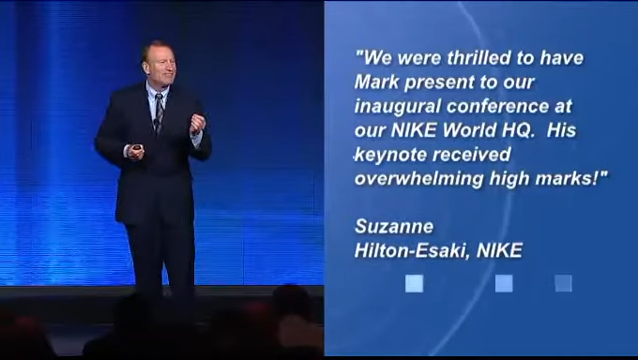 "We were thrilled to have
Mark present to our
inaugural conference at
our NIKE World HQ.  His
keynote received
overwhelming high marks!"
Suzanne
Hilton-Esaki, NIKE